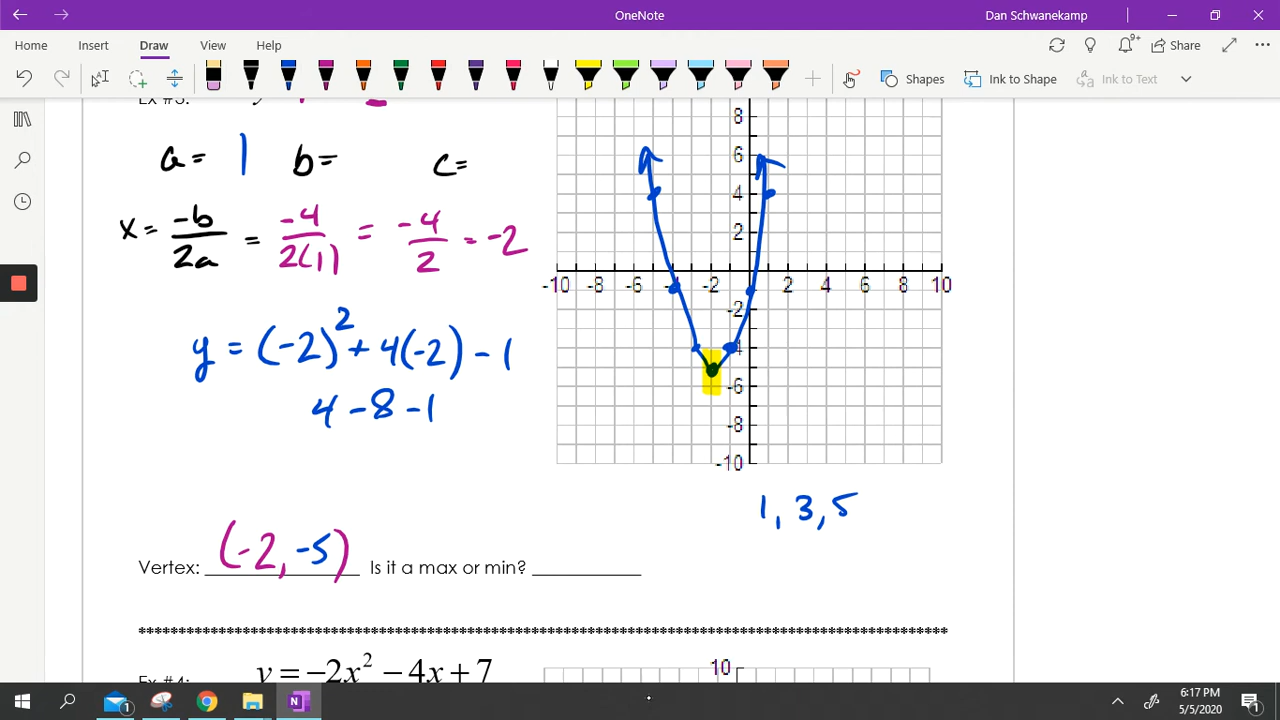 OneNote
Dan Schwanekamp
Home Insert Draw View Help
Share
Shapes
Ink to Shape
Ink to Text
a = 1 b = c =
x = -b/2a = -4/2(1) = -4/2 = -2
y = (-2)² + 4(-2) - 1
4 - 8 - 1
8
6
4
2
-10 -8 -6 -4 -2 2 4 6 8 10
-2
-4
-6
-8
-10
1, 3, 5
Vertex: (-2, -5) Is it a max or min? __________
************************************************************
Ex #4: y = −2x² − 4x + 7
10
6:17 PM
5/5/2020